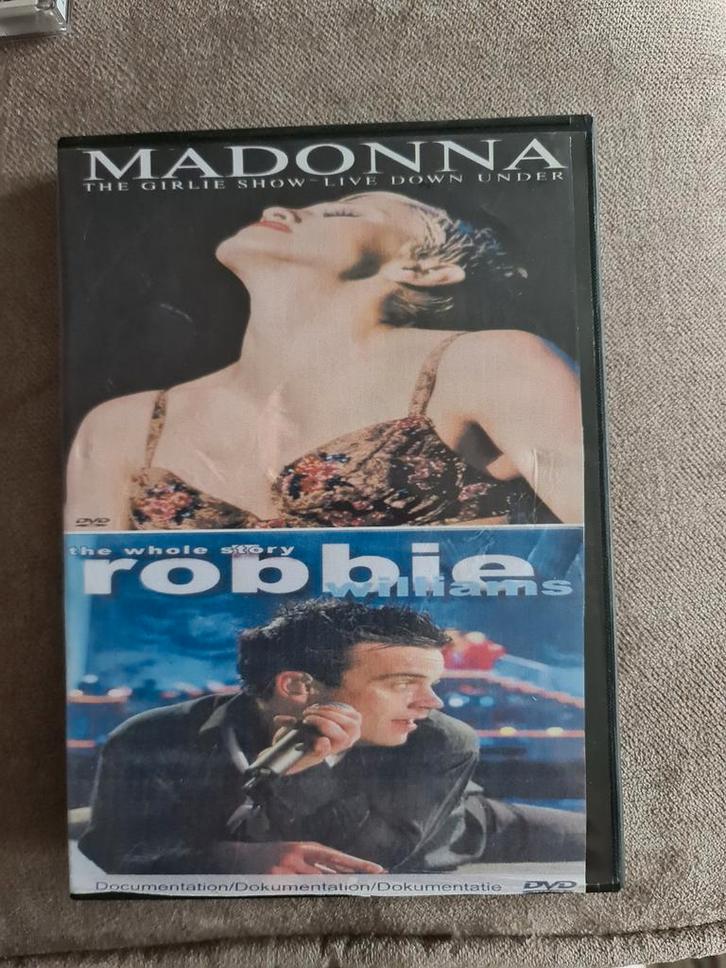 MADONNA
THE GIRLIE SHOW - LIVE DOWN UNDER
DVD
the whole story
robbie
williams
Documentation/Dokumentation/Dokumentatie
DVD